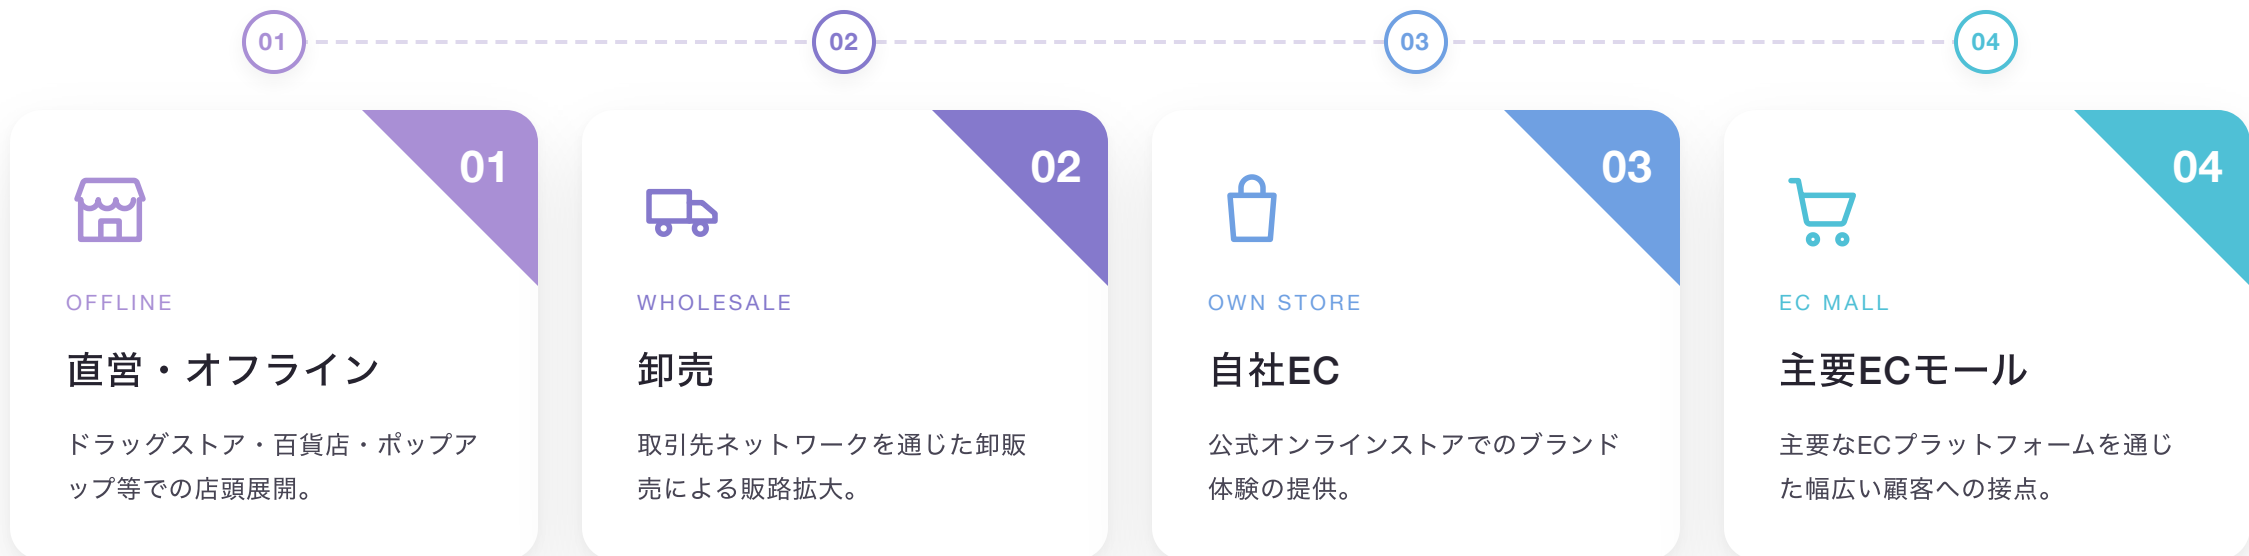 01
02
03
04
01
OFFLINE
直営・オフライン
ドラッグストア・百貨店・ポップア
ップ等での店頭展開。
02
WHOLESALE
卸売
取引先ネットワークを通じた卸販
売による販路拡大。
03
OWN STORE
自社EC
公式オンラインストアでのブランド
体験の提供。
04
EC MALL
主要ECモール
主要なECプラットフォームを通じ
た幅広い顧客への接点。